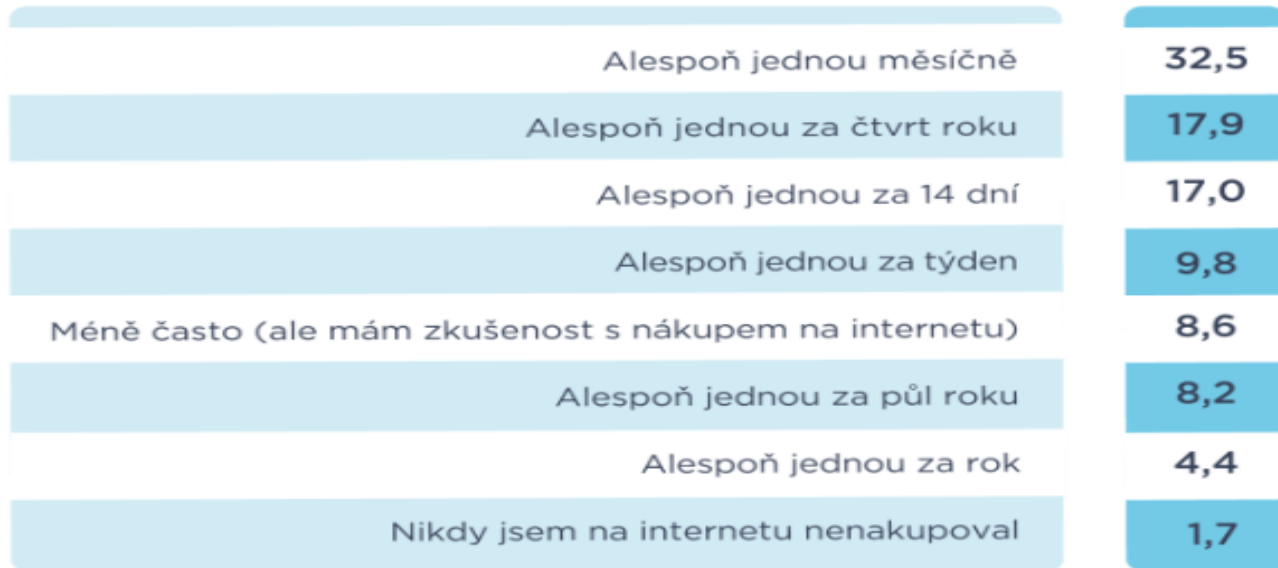 Alespoň jednou měsíčně 32,5
Alespoň jednou za čtvrt roku 17,9
Alespoň jednou za 14 dní 17,0
Alespoň jednou za týden 9,8
Méně často (ale mám zkušenost s nákupem na internetu) 8,6
Alespoň jednou za půl roku 8,2
Alespoň jednou za rok 4,4
Nikdy jsem na internetu nenakupoval 1,7